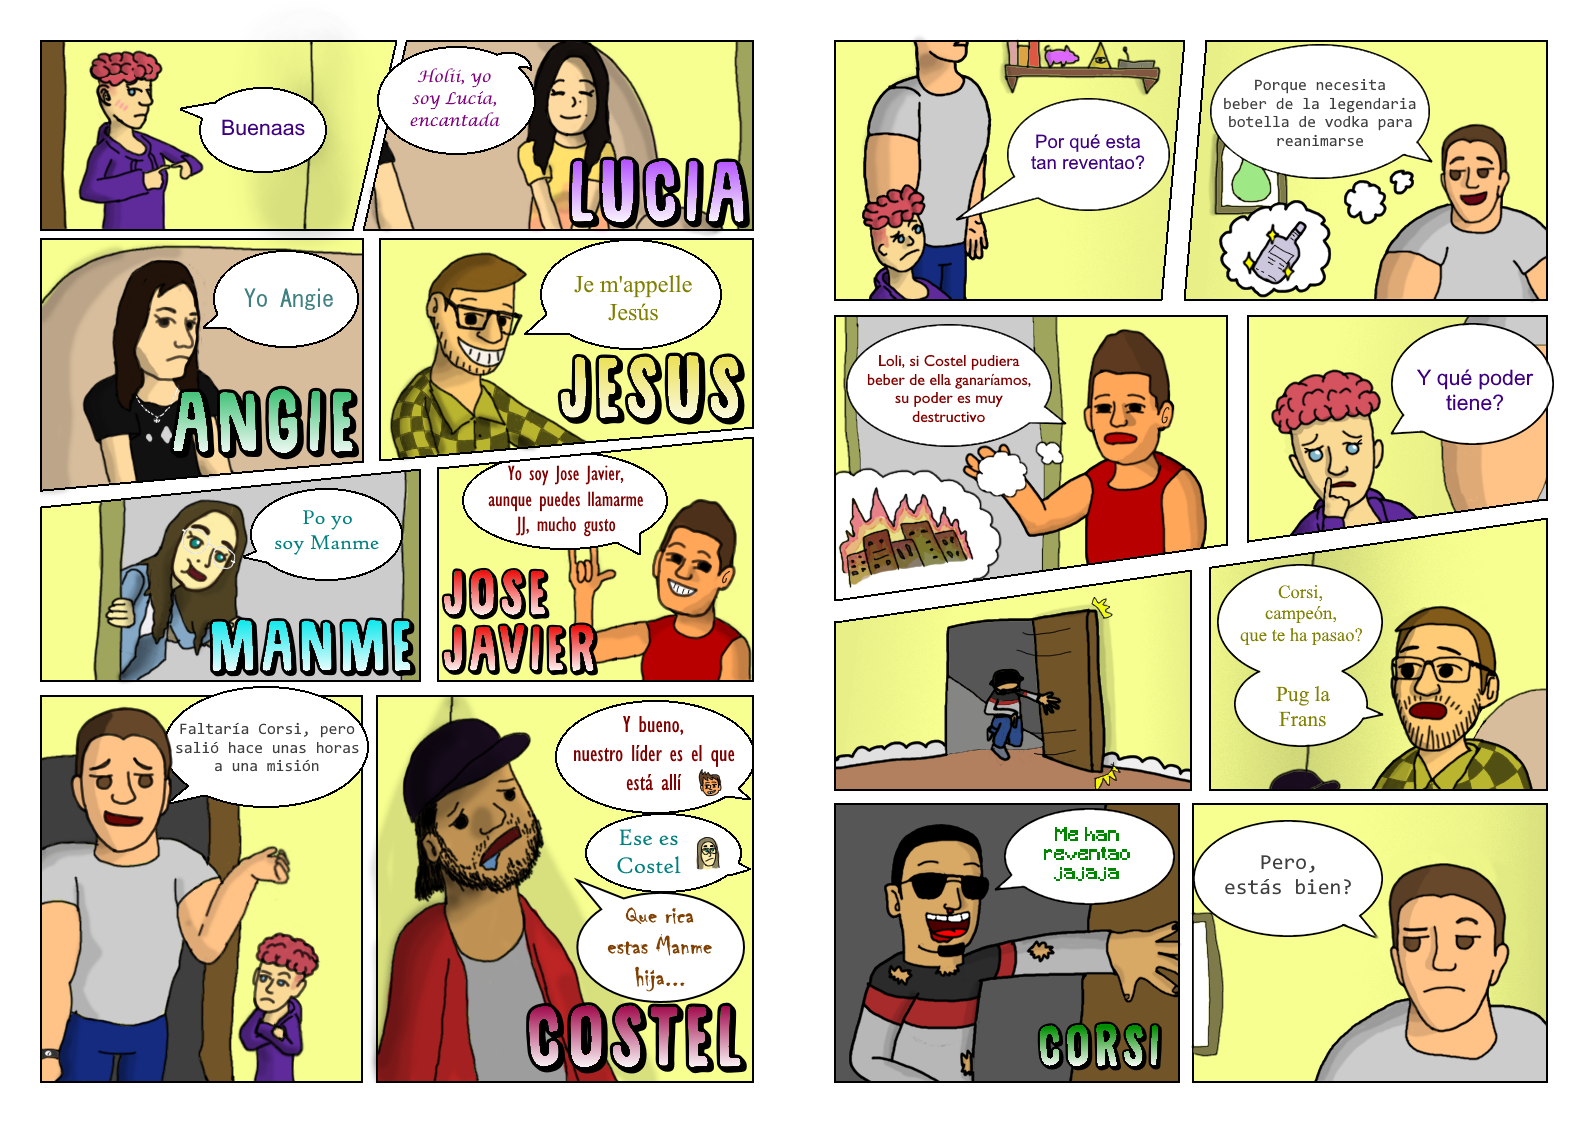 Buenaas
Holii, yo
soy Lucía,
encantada
LUCIA
Yo Angie
ANGIE
Je m'appelle
Jesús
JESUS
Po yo
soy Manme
MANME
Yo soy Jose Javier,
aunque puedes llamarme
JJ, mucho gusto
JOSE
JAVIER
Faltaría Corsi, pero
salió hace unas horas
a una misión
Y bueno,
nuestro líder es el que
está allí
Ese es
Costel
Que rica
estas Manme
hija...
COSTEL
Por qué esta
tan reventao?
Porque necesita
beber de la legendaria
botella de vodka para
reanimarse
Loli, si Costel pudiera
beber de ella ganaríamos,
su poder es muy
destructivo
Y qué poder
tiene?
Corsi,
campeón,
que te ha pasao?
Pug la
Frans
Me han
reventao
jajaja
CORSI
Pero,
estás bien?